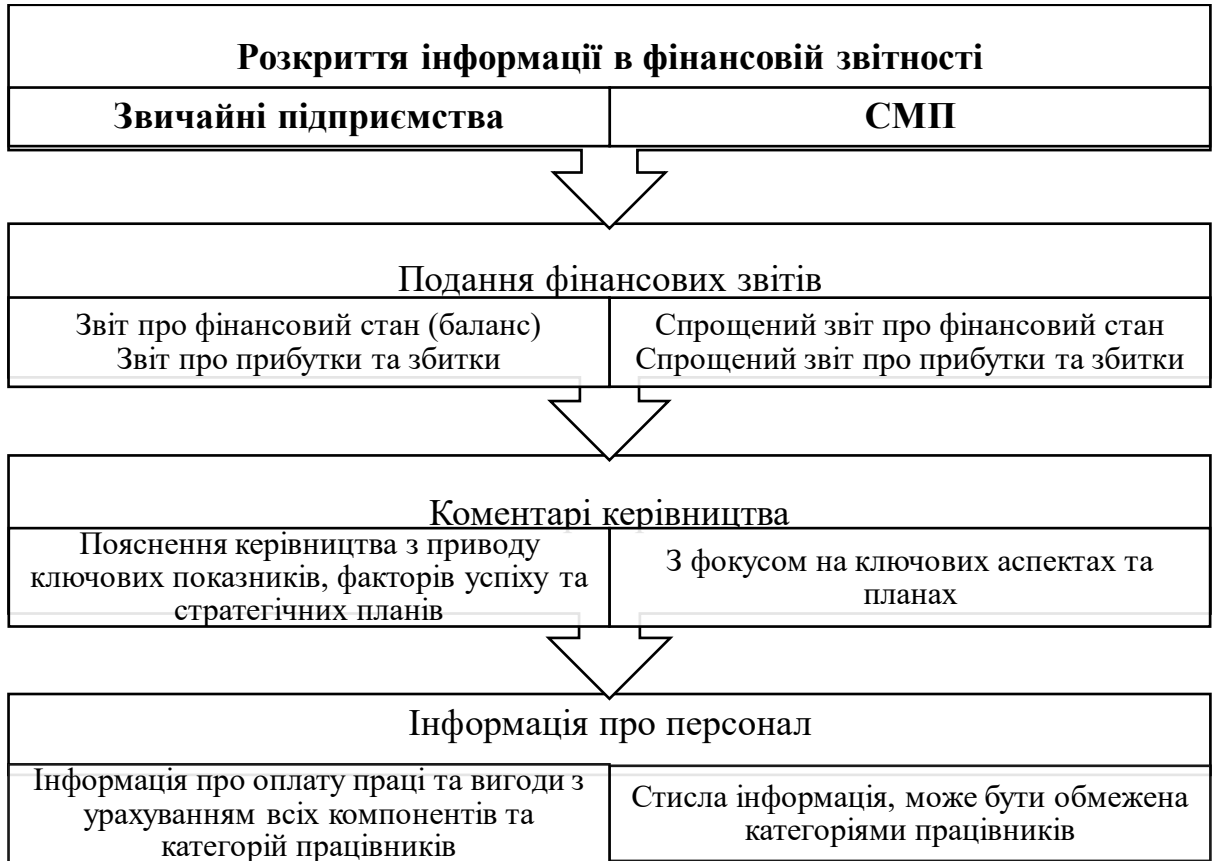 Розкриття інформації в фінансовій звітності
Звичайні підприємства
СМП
Подання фінансових звітів
Звіт про фінансовий стан (баланс)
Звіт про прибутки та збитки
Спрощений звіт про фінансовий стан
Спрощений звіт про прибутки та збитки
Коментарі керівництва
Пояснення керівництва з приводу
ключових показників, факторів успіху та
стратегічних планів
З фокусом на ключових аспектах та
планах
Інформація про персонал
Інформація про оплату праці та вигоди з
урахуванням всіх компонентів та
категорій працівників
Стисла інформація, може бути обмежена
категоріями працівників